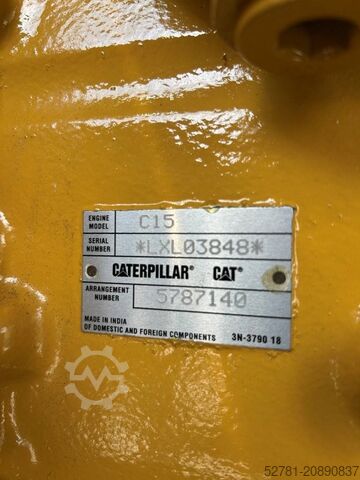 ENGINE MODEL C15
SERIAL NUMBER *LXL03848*
CATERPILLAR® CAT®
ARRANGEMENT NUMBER 5787140
MADE IN INDIA
OF DOMESTIC AND FOREIGN COMPONENTS 3N-3790 18
52781-20890837